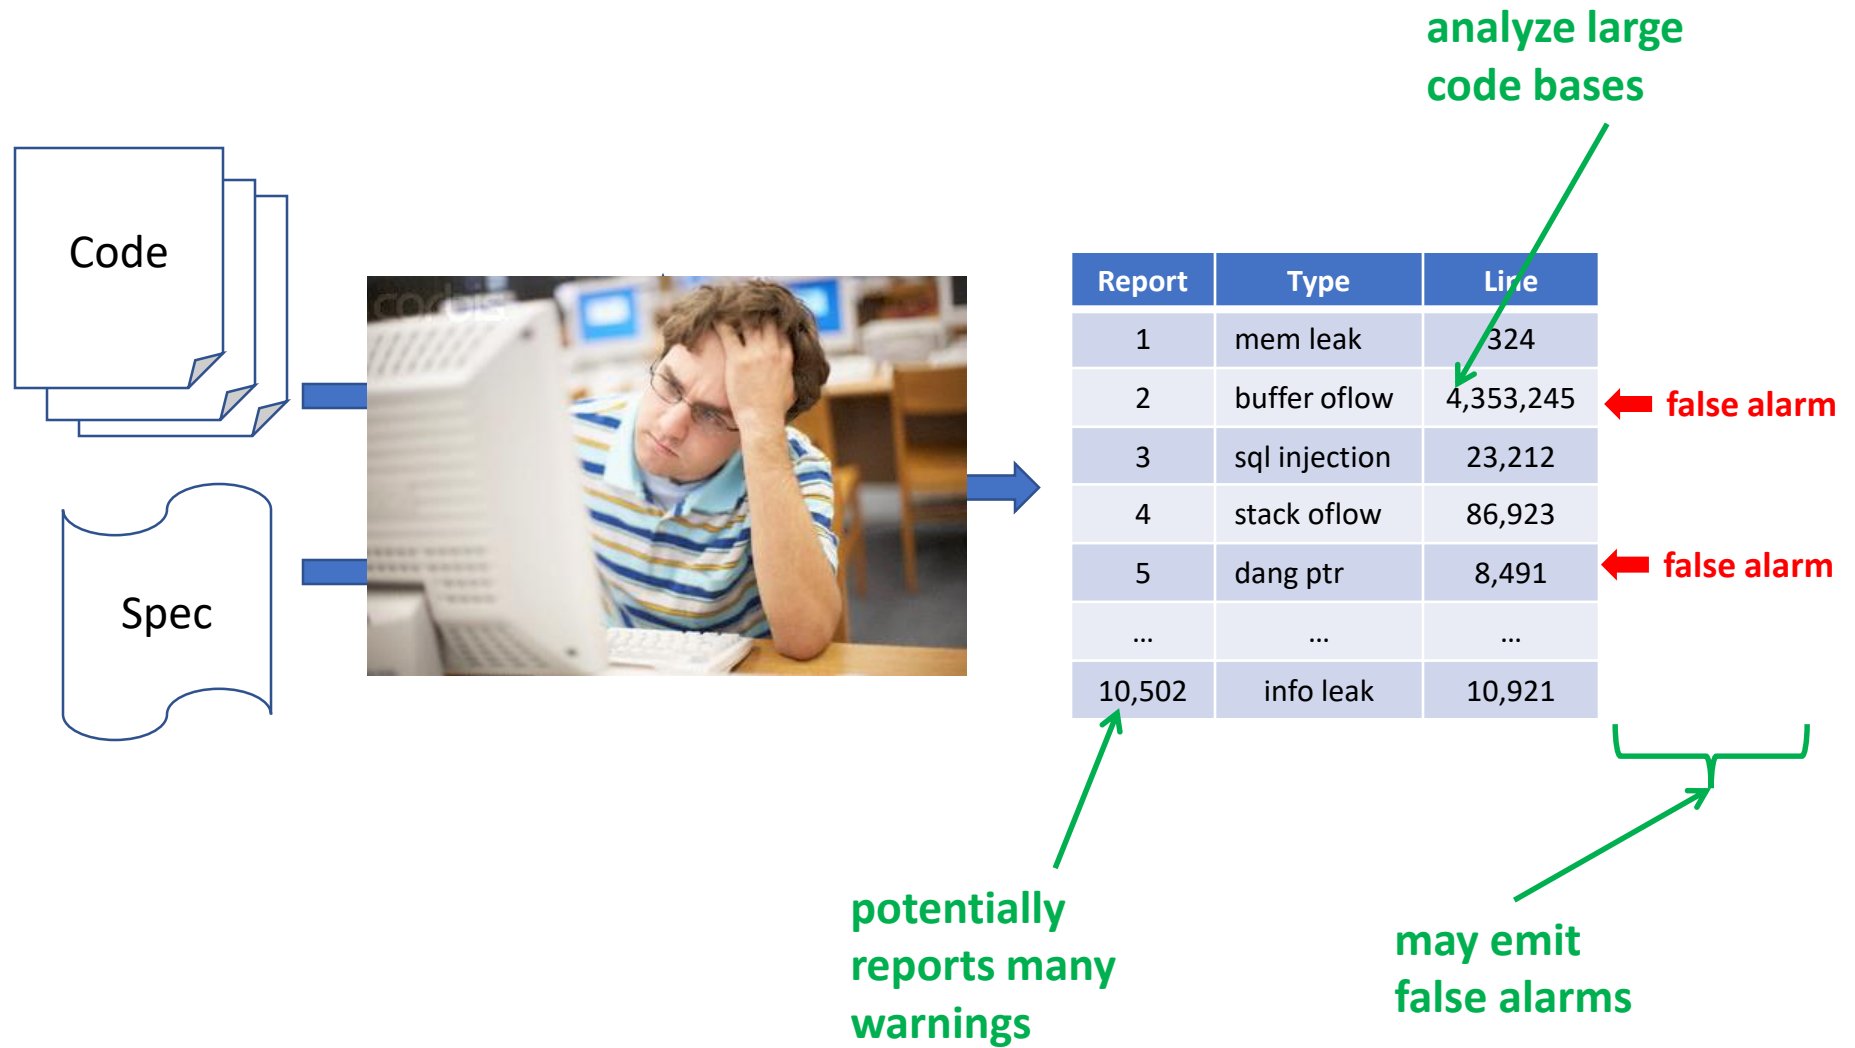 analyze large
code bases
Code
Spec
corbis
Report Type Line
1 mem leak 324
2 buffer oflow 4,353,245
false alarm
3 sql injection 23,212
4 stack oflow 86,923
5 dang ptr 8,491
false alarm
... ... ...
10,502 info leak 10,921
potentially
reports many
warnings
may emit
false alarms